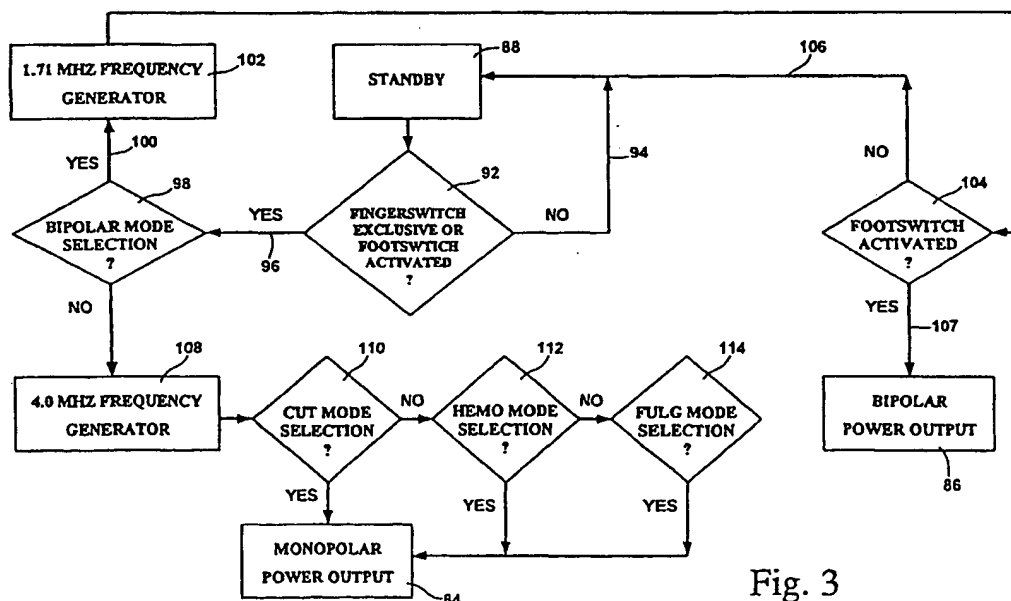 1.71 MHZ FREQUENCY
GENERATOR
102
STANDBY
88
106
100
YES
94
98
BIPOLAR MODE
SELECTION
?
YES
96
92
FINGERSWITCH
EXCLUSIVE OR
FOOTSWTICH
ACTIVATED
?
NO
NO
104
FOOTSWITCH
ACTIVATED
?
NO
YES
107
108
4.0 MHZ FREQUENCY
GENERATOR
110
CUT MODE
SELECTION
?
NO
112
HEMO MODE
SELECTION
?
NO
114
FULG MODE
SELECTION
?
BIPOLAR
POWER OUTPUT
86
YES
YES
YES
MONOPOLAR
POWER OUTPUT
84
Fig. 3